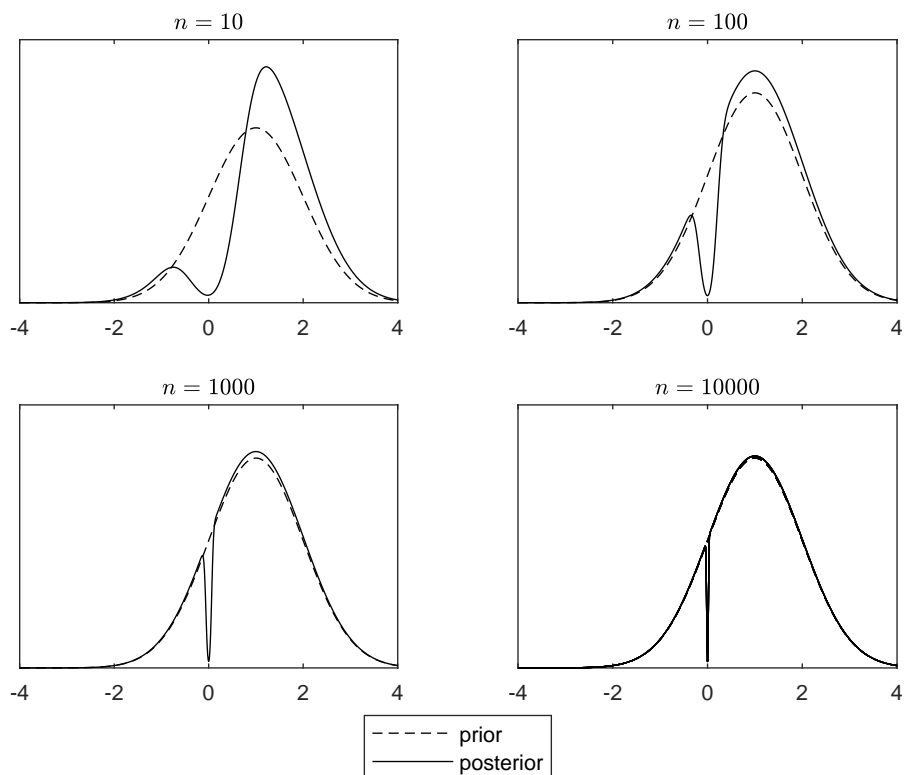 n = 10
n = 100
-4 -2 0 2 4
-4 -2 0 2 4
n = 1000
n = 10000
-4 -2 0 2 4
-4 -2 0 2 4
prior
posterior